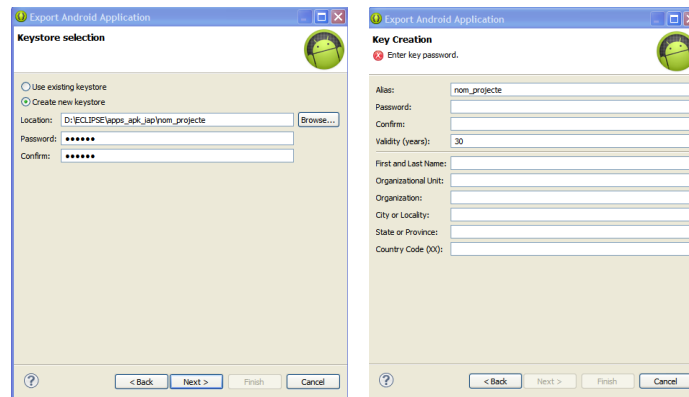 Export Android Application
Keystore selection
Use existing keystore
Create new keystore
Location: D:\ECLIPSE\apps_apk_jap\nom_projecte Browse...
Password: ●●●●●●
Confirm: ●●●●●●
? < Back Next > Finish Cancel
Export Android Application
Key Creation
Enter key password.
Alias: nom_projecte
Password:
Confirm:
Validity (years): 30
First and Last Name:
Organizational Unit:
Organization:
City or Locality:
State or Province:
Country Code (XX):
? < Back Next > Finish Cancel